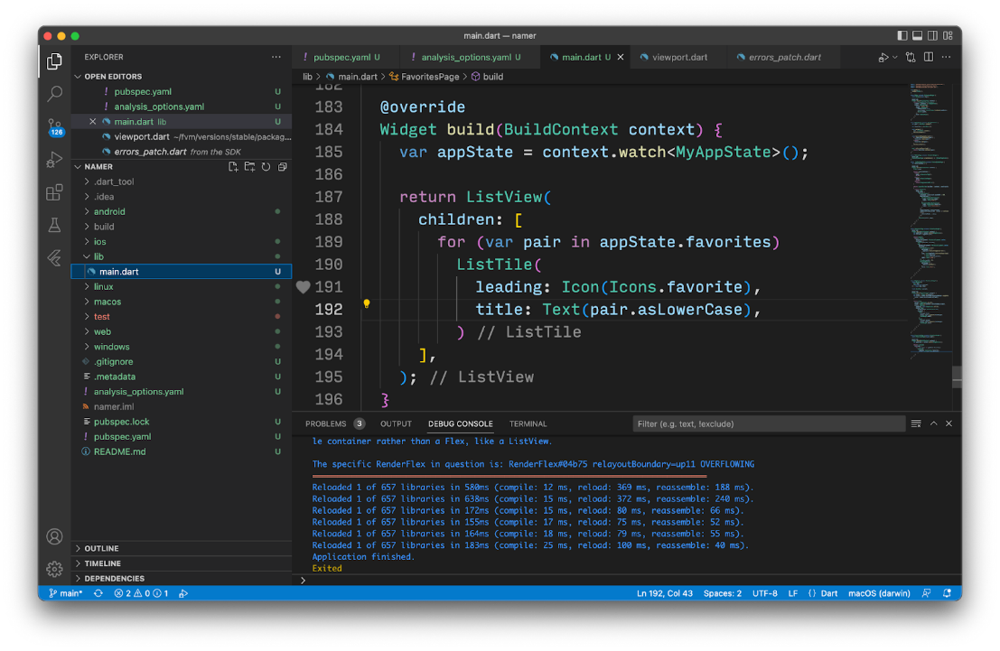 main.dart — namer
EXPLORER
OPEN EDITORS
pubspec.yaml U
analysis_options.yaml U
main.dart lib U
viewport.dart ~/fvm/versions/stable/packag...
errors_patch.dart from the SDK
NAMER
.dart_tool
.idea
android
build
ios
lib
main.dart U
linux
macos
test
web
windows
.gitignore U
.metadata U
analysis_options.yaml U
namer.iml
pubspec.lock U
pubspec.yaml U
README.md U
OUTLINE
TIMELINE
DEPENDENCIES
126
pubspec.yaml U
analysis_options.yaml U
main.dart U
viewport.dart
errors_patch.dart
lib > main.dart > FavoritesPage > build
182
183 @override
184 Widget build(BuildContext context) {
185 var appState = context.watch<MyAppState>();
186
187 return ListView(
188 children: [
189 for (var pair in appState.favorites)
190 ListTile(
191 leading: Icon(Icons.favorite),
192 title: Text(pair.asLowerCase),
193 ) // ListTile
194 ],
195 ); // ListView
196 }
PROBLEMS 3 OUTPUT DEBUG CONSOLE TERMINAL Filter (e.g. text, !exclude)
le container rather than a Flex, like a ListView.
The specific RenderFlex in question is: RenderFlex#04b75 relayoutBoundary=up11 OVERFLOWING
Reloaded 1 of 657 libraries in 580ms (compile: 12 ms, reload: 369 ms, reassemble: 188 ms).
Reloaded 1 of 657 libraries in 638ms (compile: 15 ms, reload: 372 ms, reassemble: 240 ms).
Reloaded 1 of 657 libraries in 172ms (compile: 15 ms, reload: 80 ms, reassemble: 66 ms).
Reloaded 1 of 657 libraries in 155ms (compile: 17 ms, reload: 75 ms, reassemble: 52 ms).
Reloaded 1 of 657 libraries in 164ms (compile: 18 ms, reload: 79 ms, reassemble: 55 ms).
Reloaded 1 of 657 libraries in 183ms (compile: 25 ms, reload: 100 ms, reassemble: 40 ms).
Application finished.
Exited
>
main* 2 0 1 Ln 192, Col 43 Spaces: 2 UTF-8 LF {} Dart macOS (darwin)